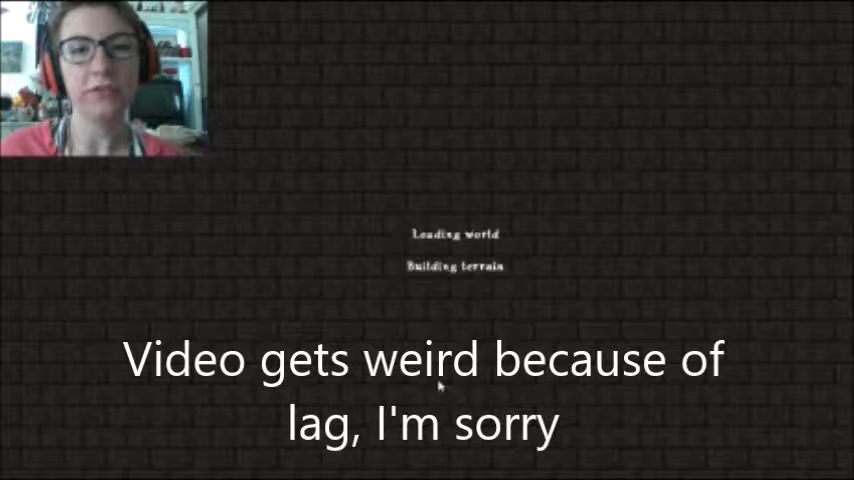 Loading world
Building terrain
Video gets weird because of
lag, I'm sorry